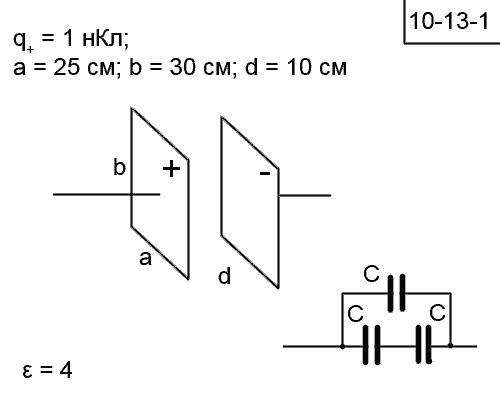 10-13-1
q₊ = 1 нКл;
a = 25 см; b = 30 см; d = 10 см
b
+
-
a
d
C
C
C
ε = 4